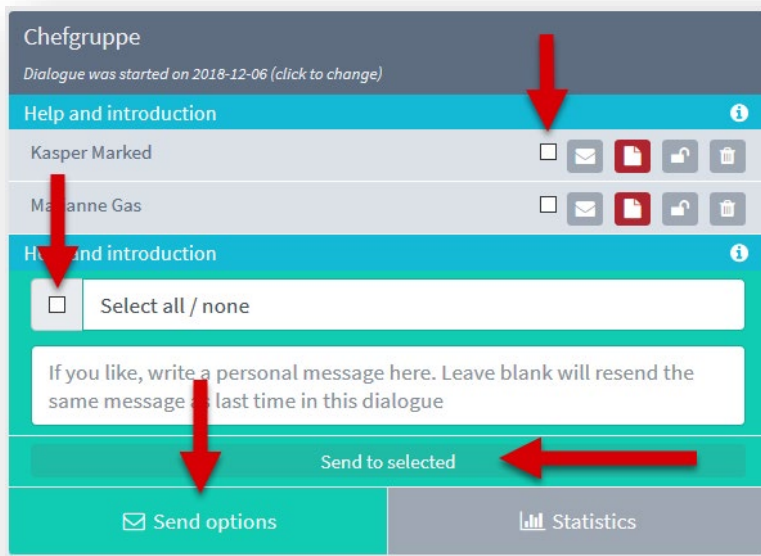 Chefgruppe
Dialogue was started on 2018-12-06 (click to change)
Help and introduction
Kasper Marked
Ma anne Gas
H and introduction
Select all / none
If you like, write a personal message here. Leave blank will resend the
same message as last time in this dialogue
Send to selected
Send options
Statistics